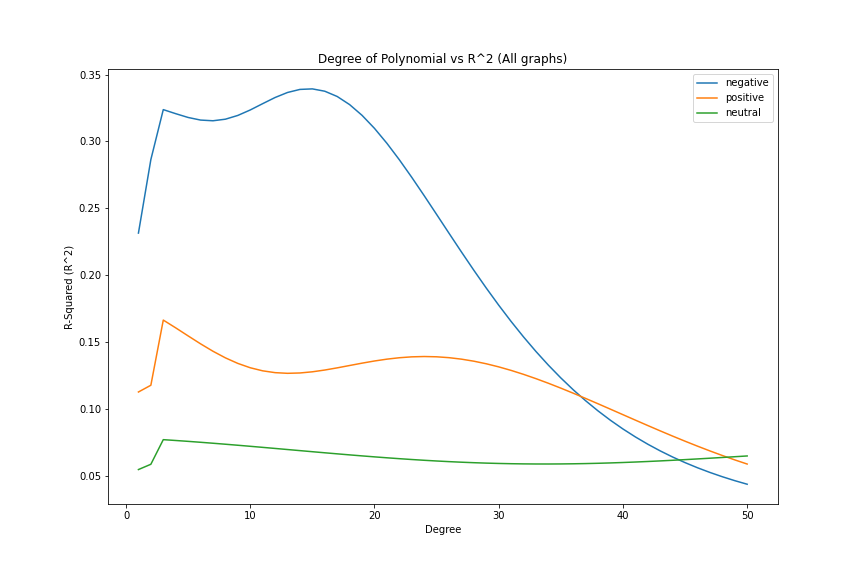 Degree of Polynomial vs R^2 (All graphs)
negative
positive
neutral
R-Squared (R^2)
0.35
0.30
0.25
0.20
0.15
0.10
0.05
0
10
20
30
40
50
Degree